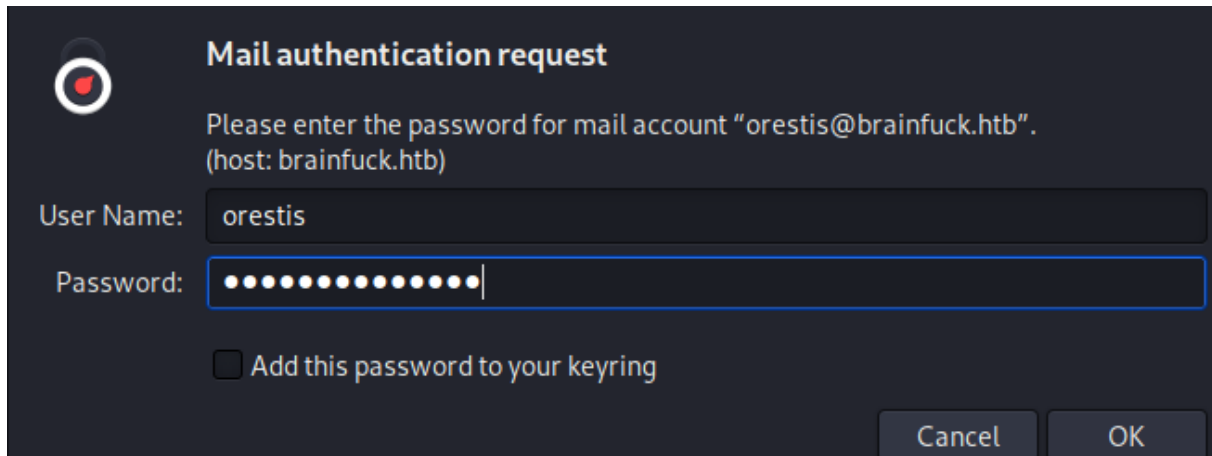 Mail authentication request
Please enter the password for mail account “orestis@brainfuck.htb”.
(host: brainfuck.htb)
User Name: orestis
Password: ●●●●●●●●●●●●●●
Add this password to your keyring
Cancel OK